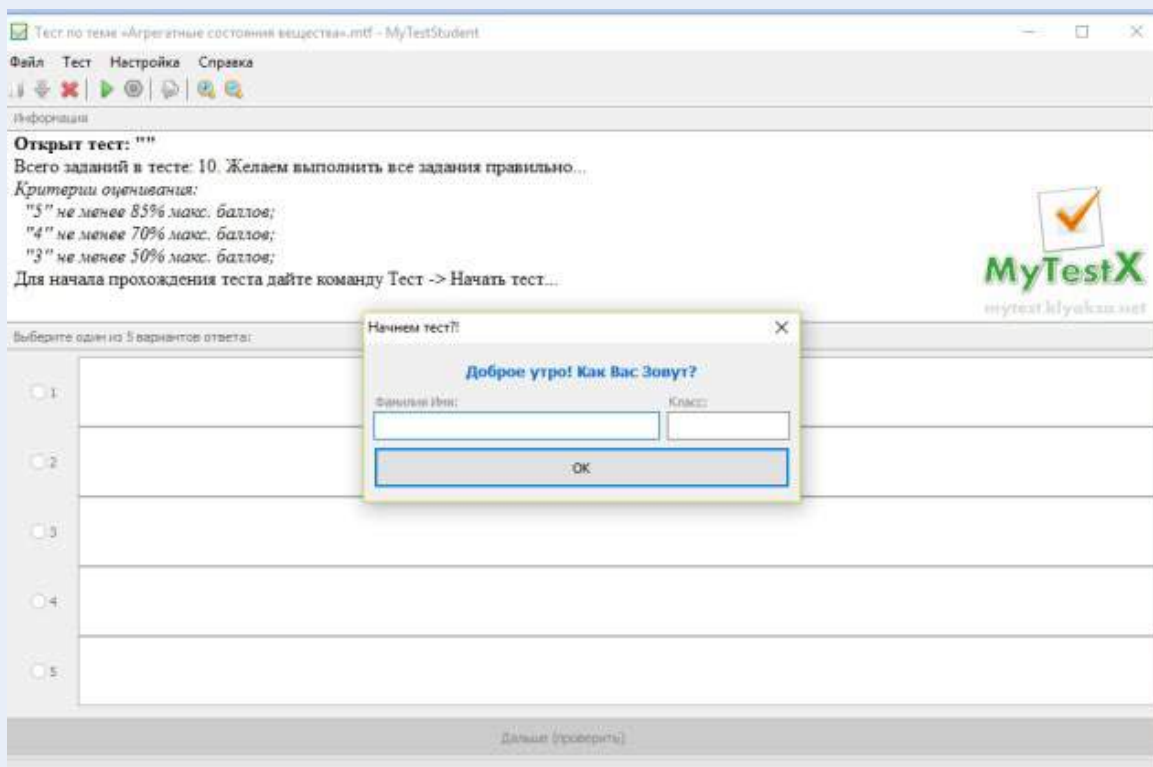 Тест по теме «Агрегатные состояния вещества».mtf - MyTestStudent
Файл Тест Настройка Справка
Информация
Открыт тест: ""
Всего заданий в тесте: 10. Желаем выполнить все задания правильно...
Критерии оценивания:
"5" не менее 85% макс. баллов;
"4" не менее 70% макс. баллов;
"3" не менее 50% макс. баллов;
Для начала прохождения теста дайте команду Тест -> Начать тест...
MyTestX
mytest.klyaksa.net
Выберите один из 5 вариантов ответа:
Начнем тест?!
Доброе утро! Как Вас Зовут?
Фамилия Имя: Класс:
OK
1
2
3
4
5
Дальше (проверить)